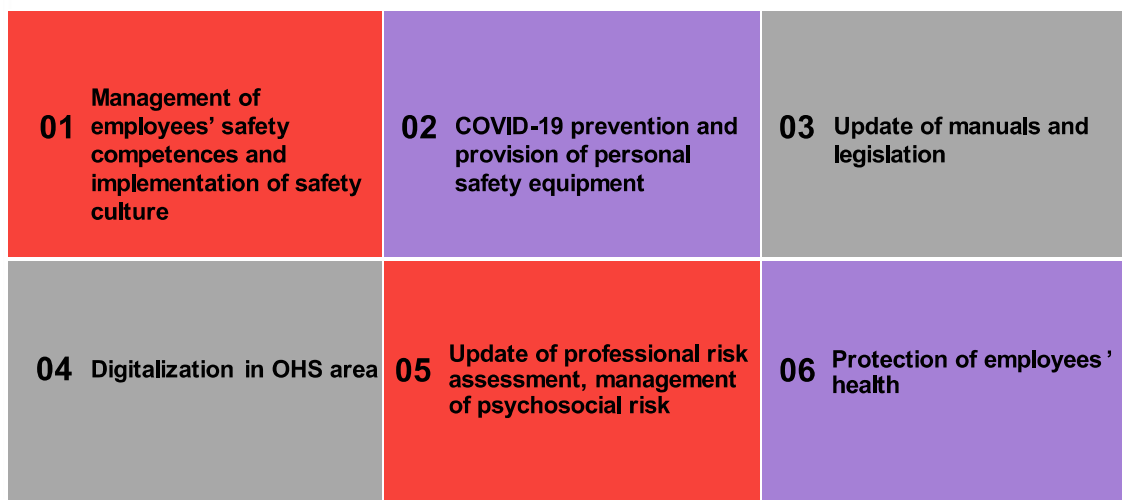 01
Management of
employees’ safety
competences and
implementation of safety
culture
02
COVID-19 prevention and
provision of personal
safety equipment
03
Update of manuals and
legislation
04
Digitalization in OHS area
05
Update of professional risk
assessment, management
of psychosocial risk
06
Protection of employees ’
health